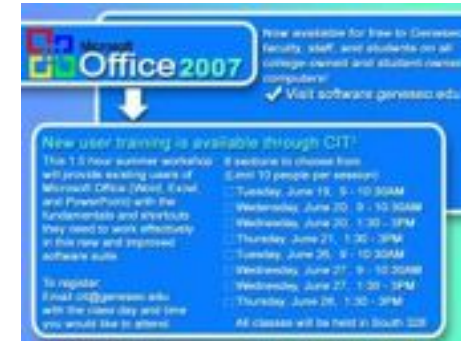 Microsoft
Office 2007
Now available for free to Geneseo
faculty, staff, and students on all
college-owned and student-owned
computers!
Visit software.geneseo.edu
New user training is available through CIT!
This 1.5 hour summer workshop
will provide existing users of
Microsoft Office (Word, Excel,
and PowerPoint) with the
fundamentals and shortcuts
they need to work effectively
in this new and improved
software suite.
To register:
Email cit@geneseo.edu
with the class day and time
you would like to attend.
8 sections to choose from
(Limit 10 people per session)
Tuesday, June 19, 9 - 10:30AM
Wednesday, June 20, 9 - 10:30AM
Wednesday, June 20, 1:30 - 3PM
Thursday, June 21, 1:30 - 3PM
Tuesday, June 26, 9 - 10:30AM
Wednesday, June 27, 9 - 10:30AM
Wednesday, June 27, 1:30 - 3PM
Thursday, June 28, 1:30 - 3PM
All classes will be held in South